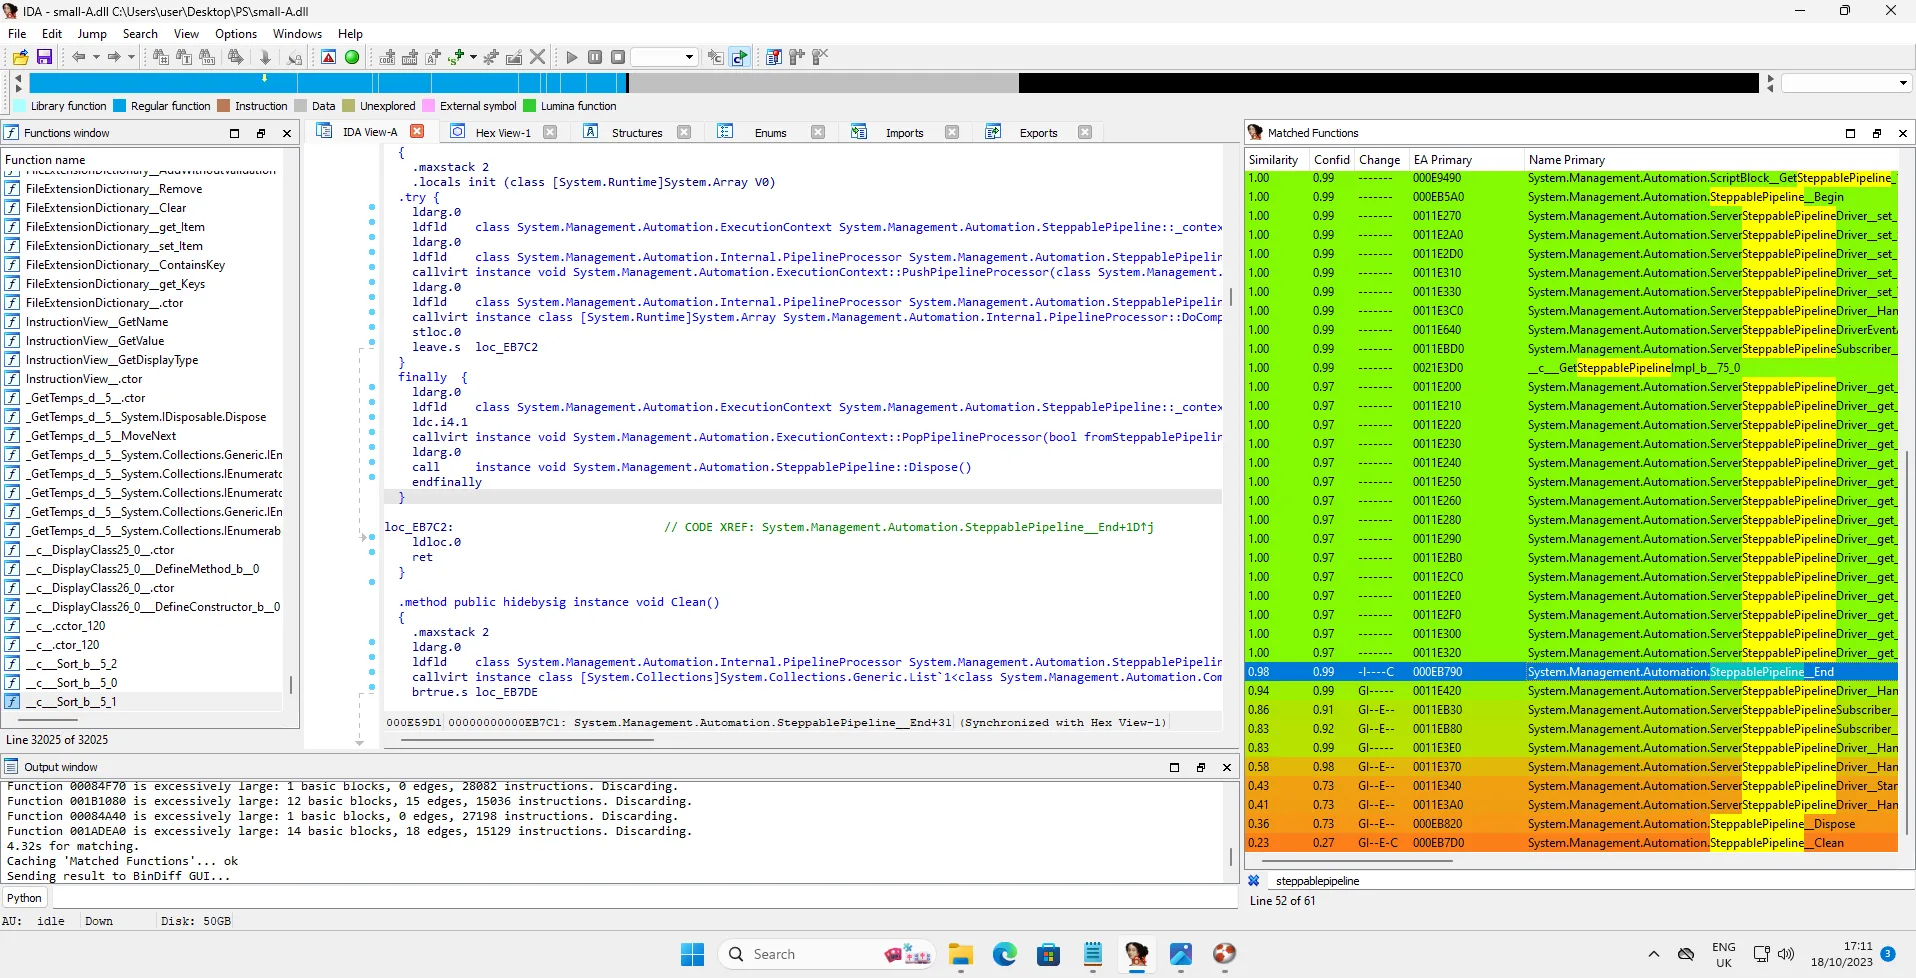 IDA - small-A.dll C:\Users\user\Desktop\PS\small-A.dll
File Edit Jump Search View Options Windows Help
Library function Regular function Instruction Data Unexplored External symbol Lumina function
Functions window
Function name
FileExtensionDictionary__AddWithoutValidation
FileExtensionDictionary__Remove
FileExtensionDictionary__Clear
FileExtensionDictionary__get_Item
FileExtensionDictionary__set_Item
FileExtensionDictionary__ContainsKey
FileExtensionDictionary__get_Keys
FileExtensionDictionary__.ctor
InstructionView__GetName
InstructionView__GetValue
InstructionView__GetDisplayType
InstructionView__.ctor
_GetTemps_d__5__.ctor
_GetTemps_d__5__System.IDisposable.Dispose
_GetTemps_d__5__MoveNext
_GetTemps_d__5__System.Collections.Generic.IEn
_GetTemps_d__5__System.Collections.IEnumerato
_GetTemps_d__5__System.Collections.IEnumerato
_GetTemps_d__5__System.Collections.Generic.IEn
_GetTemps_d__5__System.Collections.IEnumerab
__c__DisplayClass25_0__.ctor
__c__DisplayClass25_0___DefineMethod_b__0
__c__DisplayClass26_0__.ctor
__c__DisplayClass26_0___DefineConstructor_b__0
__c__.cctor_120
__c__.ctor_120
__c___Sort_b__5_2
__c___Sort_b__5_0
__c___Sort_b__5_1
Line 32025 of 32025
IDA View-A Hex View-1 Structures Enums Imports Exports
{
.maxstack 2
.locals init (class [System.Runtime]System.Array V0)
.try {
ldarg.0
ldfld class System.Management.Automation.ExecutionContext System.Management.Automation.SteppablePipeline::_contex
ldarg.0
ldfld class System.Management.Automation.Internal.PipelineProcessor System.Management.Automation.SteppablePipelin
callvirt instance void System.Management.Automation.ExecutionContext::PushPipelineProcessor(class System.Management.
ldarg.0
ldfld class System.Management.Automation.Internal.PipelineProcessor System.Management.Automation.SteppablePipelin
callvirt instance class [System.Runtime]System.Array System.Management.Automation.Internal.PipelineProcessor::DoComp
stloc.0
leave.s loc_EB7C2
}
finally {
ldarg.0
ldfld class System.Management.Automation.ExecutionContext System.Management.Automation.SteppablePipeline::_contex
ldc.i4.1
callvirt instance void System.Management.Automation.ExecutionContext::PopPipelineProcessor(bool fromSteppablePipelin
ldarg.0
call instance void System.Management.Automation.SteppablePipeline::Dispose()
endfinally
}
loc_EB7C2: // CODE XREF: System.Management.Automation.SteppablePipeline__End+1D↑j
ldloc.0
ret
}
.method public hidebysig instance void Clean()
{
.maxstack 2
ldarg.0
ldfld class System.Management.Automation.Internal.PipelineProcessor System.Management.Automation.SteppablePipelin
callvirt instance class [System.Collections]System.Collections.Generic.List`1<class System.Management.Automation.Com
brtrue.s loc_EB7DE
000E59D1 00000000000EB7C1: System.Management.Automation.SteppablePipeline__End+31 (Synchronized with Hex View-1)
Matched Functions
Similarity Confid Change EA Primary Name Primary
1.00 0.99 ------- 000E9490 System.Management.Automation.ScriptBlock__GetSteppablePipeline_
1.00 0.99 ------- 000EB5A0 System.Management.Automation.SteppablePipeline__Begin
1.00 0.99 ------- 0011E270 System.Management.Automation.ServerSteppablePipelineDriver__set_
1.00 0.99 ------- 0011E2A0 System.Management.Automation.ServerSteppablePipelineDriver__set_
1.00 0.99 ------- 0011E2D0 System.Management.Automation.ServerSteppablePipelineDriver__set_
1.00 0.99 ------- 0011E310 System.Management.Automation.ServerSteppablePipelineDriver__set_
1.00 0.99 ------- 0011E330 System.Management.Automation.ServerSteppablePipelineDriver__set_
1.00 0.99 ------- 0011E3C0 System.Management.Automation.ServerSteppablePipelineDriver__Han
1.00 0.99 ------- 0011E640 System.Management.Automation.ServerSteppablePipelineDriverEvent
1.00 0.99 ------- 0011EBD0 System.Management.Automation.ServerSteppablePipelineSubscriber__
1.00 0.99 ------- 0021E3D0 __c___GetSteppablePipelineImpl_b__75_0
1.00 0.97 ------- 0011E200 System.Management.Automation.ServerSteppablePipelineDriver__get_
1.00 0.97 ------- 0011E210 System.Management.Automation.ServerSteppablePipelineDriver__get_
1.00 0.97 ------- 0011E220 System.Management.Automation.ServerSteppablePipelineDriver__get_
1.00 0.97 ------- 0011E230 System.Management.Automation.ServerSteppablePipelineDriver__get_
1.00 0.97 ------- 0011E240 System.Management.Automation.ServerSteppablePipelineDriver__get_
1.00 0.97 ------- 0011E250 System.Management.Automation.ServerSteppablePipelineDriver__get_
1.00 0.97 ------- 0011E260 System.Management.Automation.ServerSteppablePipelineDriver__get_
1.00 0.97 ------- 0011E280 System.Management.Automation.ServerSteppablePipelineDriver__get_
1.00 0.97 ------- 0011E290 System.Management.Automation.ServerSteppablePipelineDriver__get_
1.00 0.97 ------- 0011E2B0 System.Management.Automation.ServerSteppablePipelineDriver__get_
1.00 0.97 ------- 0011E2C0 System.Management.Automation.ServerSteppablePipelineDriver__get_
1.00 0.97 ------- 0011E2E0 System.Management.Automation.ServerSteppablePipelineDriver__get_
1.00 0.97 ------- 0011E2F0 System.Management.Automation.ServerSteppablePipelineDriver__get_
1.00 0.97 ------- 0011E300 System.Management.Automation.ServerSteppablePipelineDriver__get_
1.00 0.97 ------- 0011E320 System.Management.Automation.ServerSteppablePipelineDriver__get_
0.98 0.99 -I----C 000EB790 System.Management.Automation.SteppablePipeline__End
0.94 0.99 GI----- 0011E420 System.Management.Automation.ServerSteppablePipelineDriver__Han
0.86 0.91 GI--E-- 0011EB30 System.Management.Automation.ServerSteppablePipelineSubscriber__
0.83 0.92 GI--E-- 0011EB80 System.Management.Automation.ServerSteppablePipelineSubscriber__
0.83 0.99 GI----- 0011E3E0 System.Management.Automation.ServerSteppablePipelineDriver__Han
0.58 0.98 GI--E-- 0011E370 System.Management.Automation.ServerSteppablePipelineDriver__Han
0.43 0.73 GI--E-- 0011E340 System.Management.Automation.ServerSteppablePipelineDriver__Star
0.41 0.73 GI--E-- 0011E3A0 System.Management.Automation.ServerSteppablePipelineDriver__Han
0.36 0.73 GI--E-- 000EB820 System.Management.Automation.SteppablePipeline__Dispose
0.23 0.27 GI--E-C 000EB7D0 System.Management.Automation.SteppablePipeline__Clean
steppablepipeline
Line 52 of 61
Output window
Function 00084F70 is excessively large: 1 basic blocks, 0 edges, 28082 instructions. Discarding.
Function 001B1080 is excessively large: 12 basic blocks, 15 edges, 15036 instructions. Discarding.
Function 00084A40 is excessively large: 1 basic blocks, 0 edges, 27198 instructions. Discarding.
Function 001ADEA0 is excessively large: 14 basic blocks, 18 edges, 15129 instructions. Discarding.
4.32s for matching.
Caching 'Matched Functions'... ok
Sending result to BinDiff GUI...
Python
AU: idle Down Disk: 50GB
Search
ENG
UK
17:11
18/10/2023
3